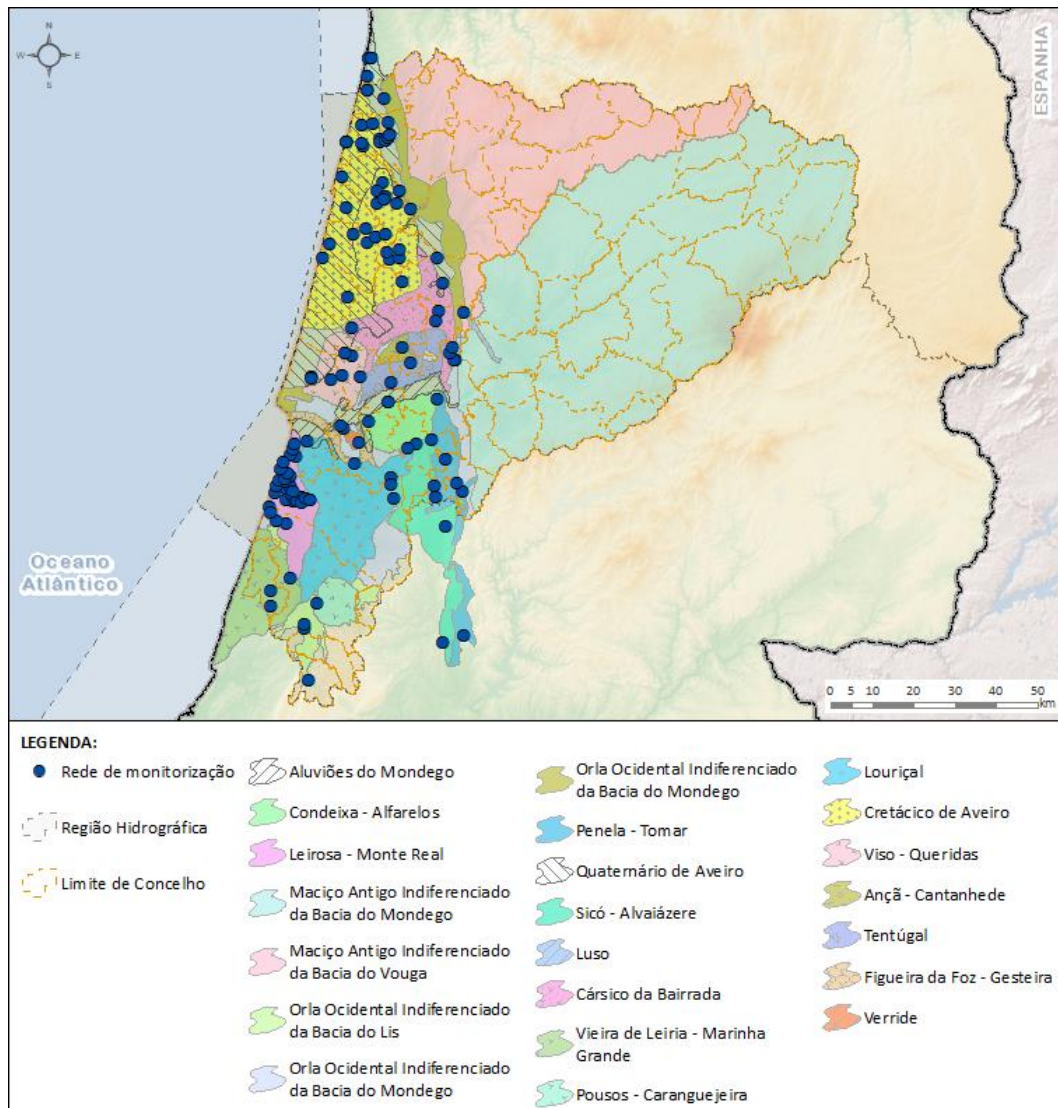 N
W
E
S
ESPANHA
Oceano
Atlântico
0 5 10 20 30 40 50
km
LEGENDA:
Rede de monitorização
Região Hidrográfica
Limite de Concelho
Aluviões do Mondego
Condeixa - Alfarelos
Leirosa - Monte Real
Maciço Antigo Indiferenciado
da Bacia do Mondego
Maciço Antigo Indiferenciado
da Bacia do Vouga
Orla Ocidental Indiferenciado
da Bacia do Lis
Orla Ocidental Indiferenciado
da Bacia do Mondego
Orla Ocidental Indiferenciado
da Bacia do Mondego
Penela - Tomar
Quaternário de Aveiro
Sicó - Alvaiázere
Luso
Cársico da Bairrada
Vieira de Leiria - Marinha
Grande
Pousos - Caranguejeira
Louriçal
Cretácico de Aveiro
Viso - Queridas
Ançã - Cantanhede
Tentúgal
Figueira da Foz - Gesteira
Verride